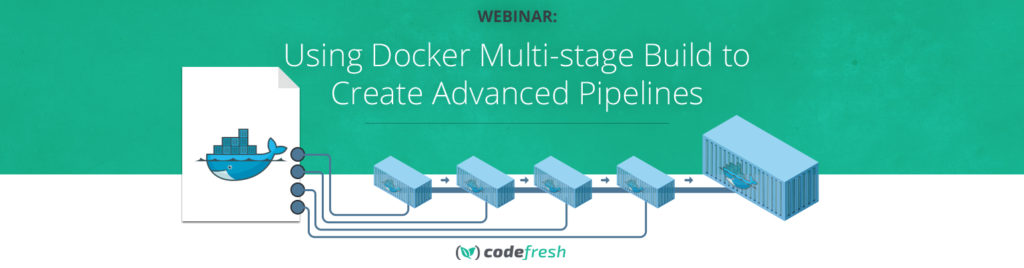 WEBINAR:
Using Docker Multi-stage Build to
Create Advanced Pipelines
codefresh